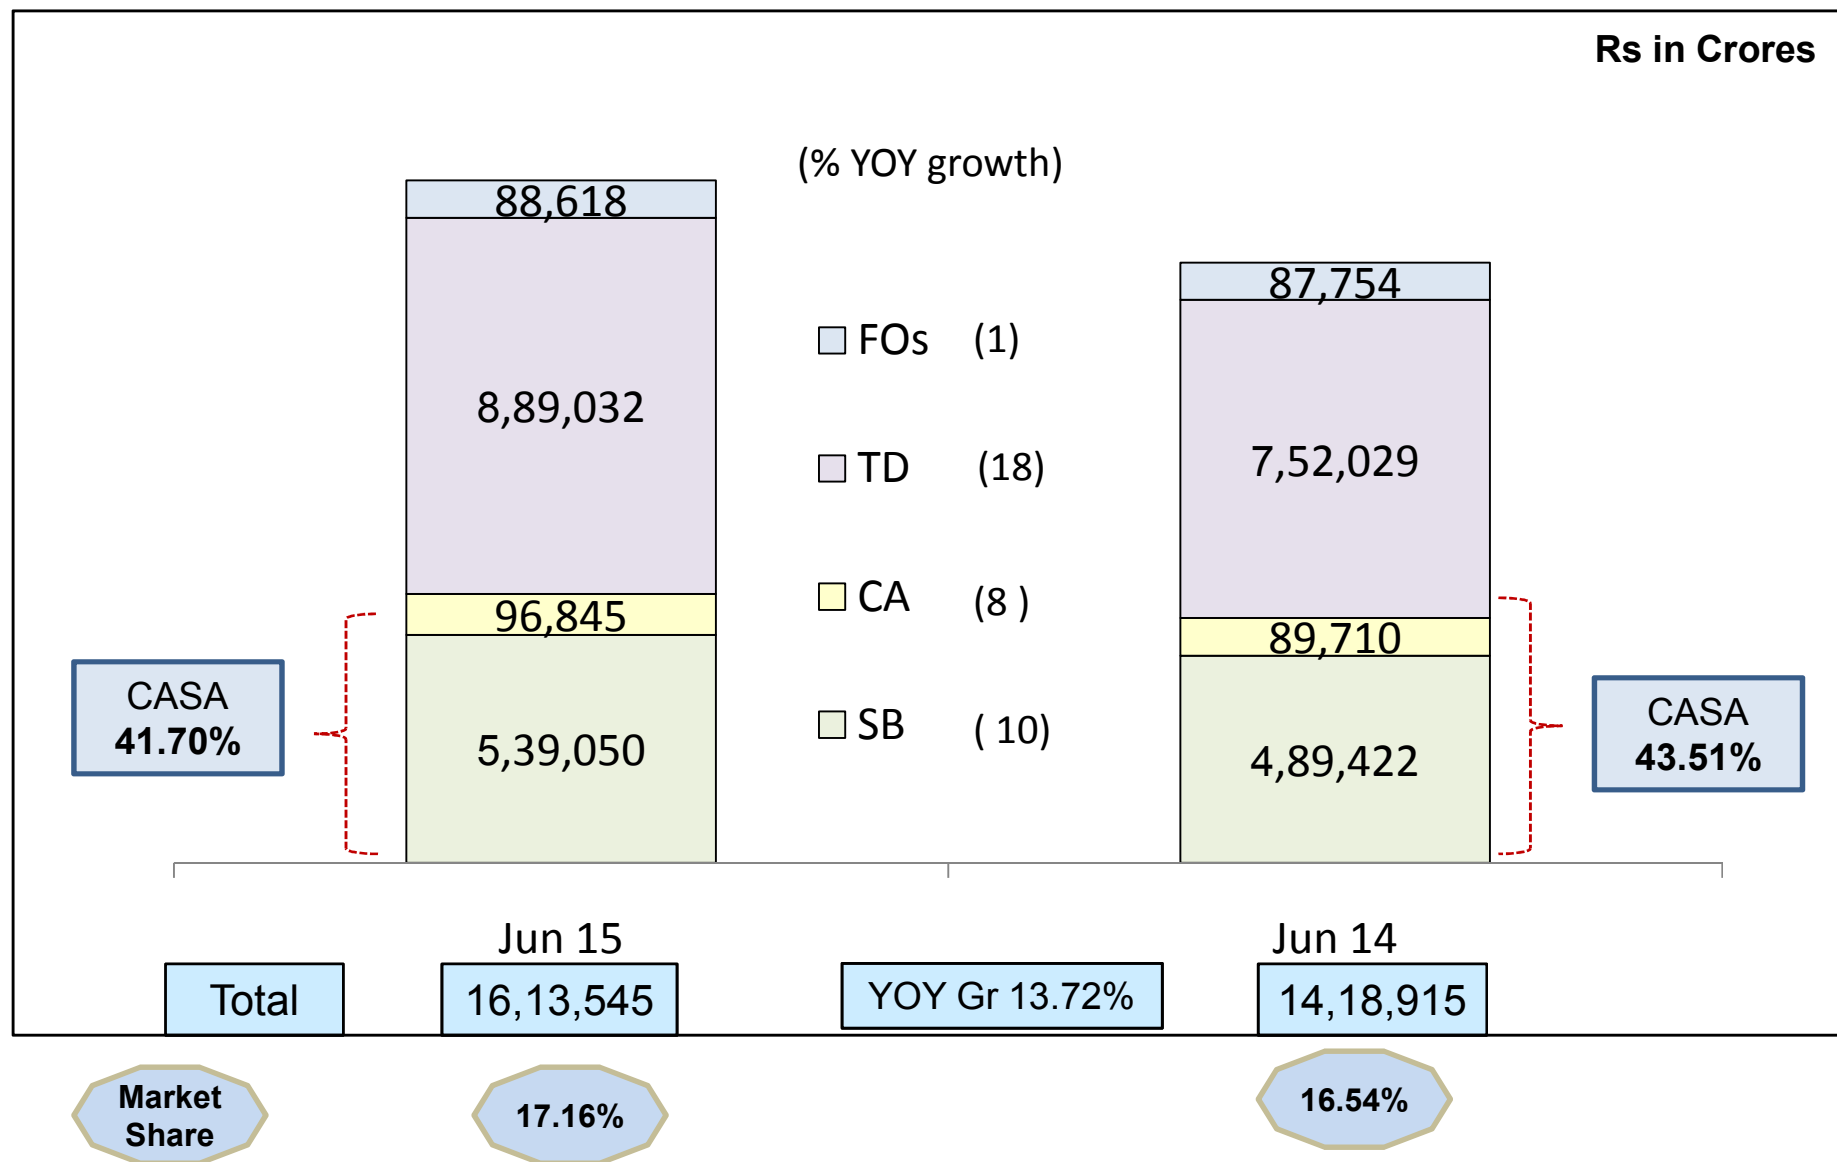 Rs in Crores
(% YOY growth)
88,618
87,754
FOs (1)
8,89,032
7,52,029
TD (18)
96,845
CA (8 )
89,710
CASA
41.70%
5,39,050
SB ( 10)
4,89,422
CASA
43.51%
Jun 15
Jun 14
Total
16,13,545
YOY Gr 13.72%
14,18,915
Market
Share
17.16%
16.54%